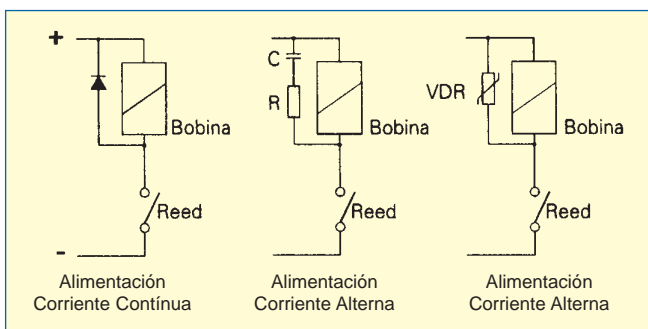 +
Bobina
Reed
-
Alimentación
Corriente Contínua
C
R
Bobina
Reed
Alimentación
Corriente Alterna
VDR
Bobina
Reed
Alimentación
Corriente Alterna